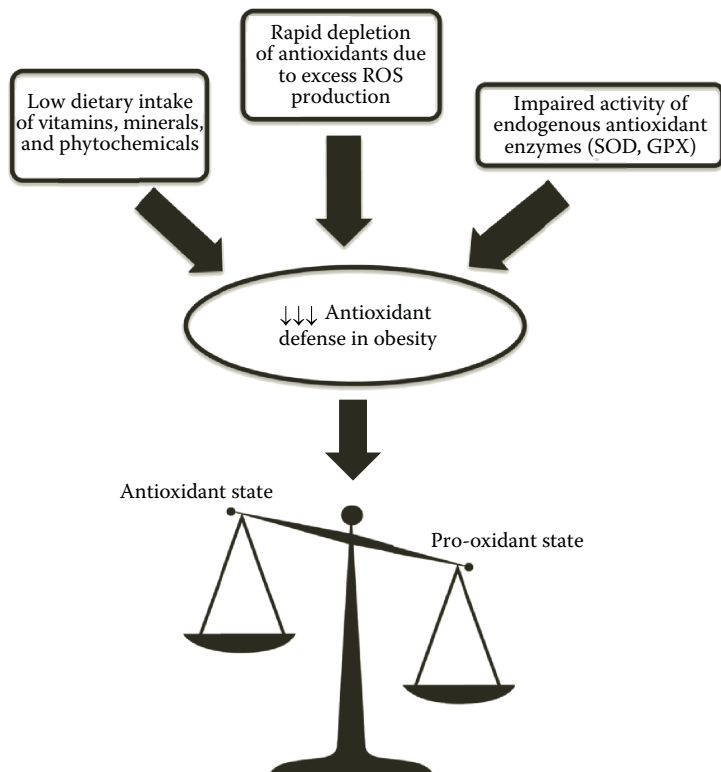 Low dietary intake
of vitamins, minerals,
and phytochemicals
Rapid depletion
of antioxidants due
to excess ROS
production
Impaired activity of
endogenous antioxidant
enzymes (SOD, GPX)
↓↓↓ Antioxidant
defense in obesity
Antioxidant state
Pro-oxidant state